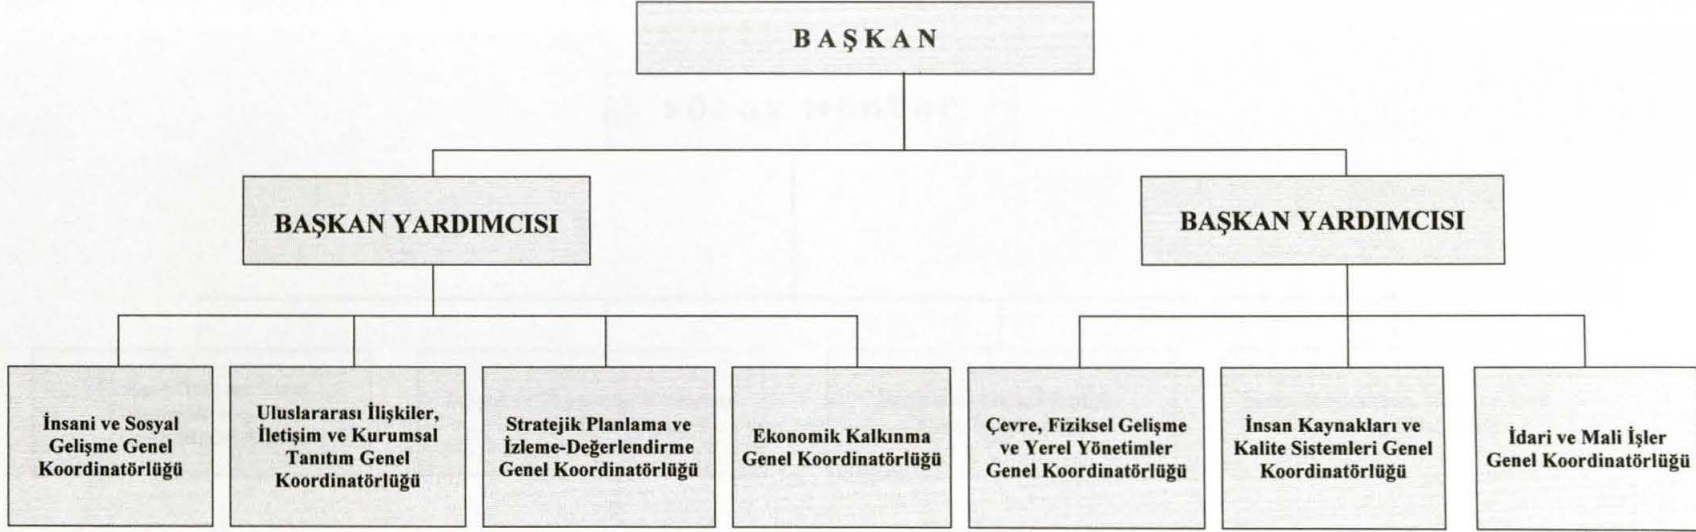 BAŞKAN
BAŞKAN YARDIMCISI
BAŞKAN YARDIMCISI
İnsani ve Sosyal
Gelişme Genel
Koordinatörlüğü
Uluslararası İlişkiler,
İletişim ve Kurumsal
Tanıtım Genel
Koordinatörlüğü
Stratejik Planlama ve
İzleme-Değerlendirme
Genel Koordinatörlüğü
Ekonomik Kalkınma
Genel Koordinatörlüğü
Çevre, Fiziksel Gelişme
ve Yerel Yönetimler
Genel Koordinatörlüğü
İnsan Kaynakları ve
Kalite Sistemleri Genel
Koordinatörlüğü
İdari ve Mali İşler
Genel Koordinatörlüğü